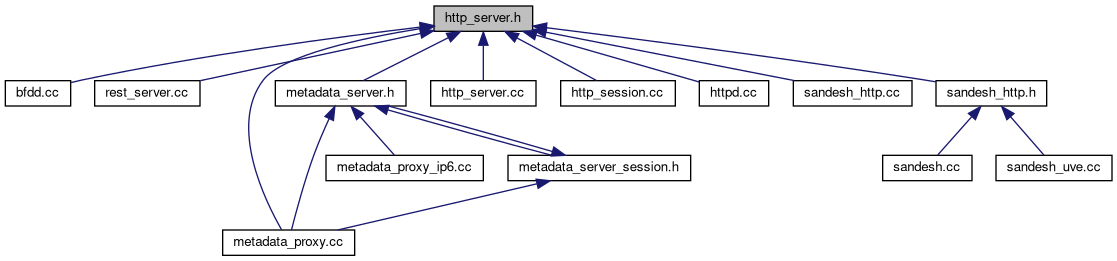 http_server.h
bfdd.cc
rest_server.cc
metadata_server.h
http_server.cc
http_session.cc
httpd.cc
sandesh_http.cc
sandesh_http.h
metadata_proxy_ip6.cc
metadata_server_session.h
sandesh.cc
sandesh_uve.cc
metadata_proxy.cc